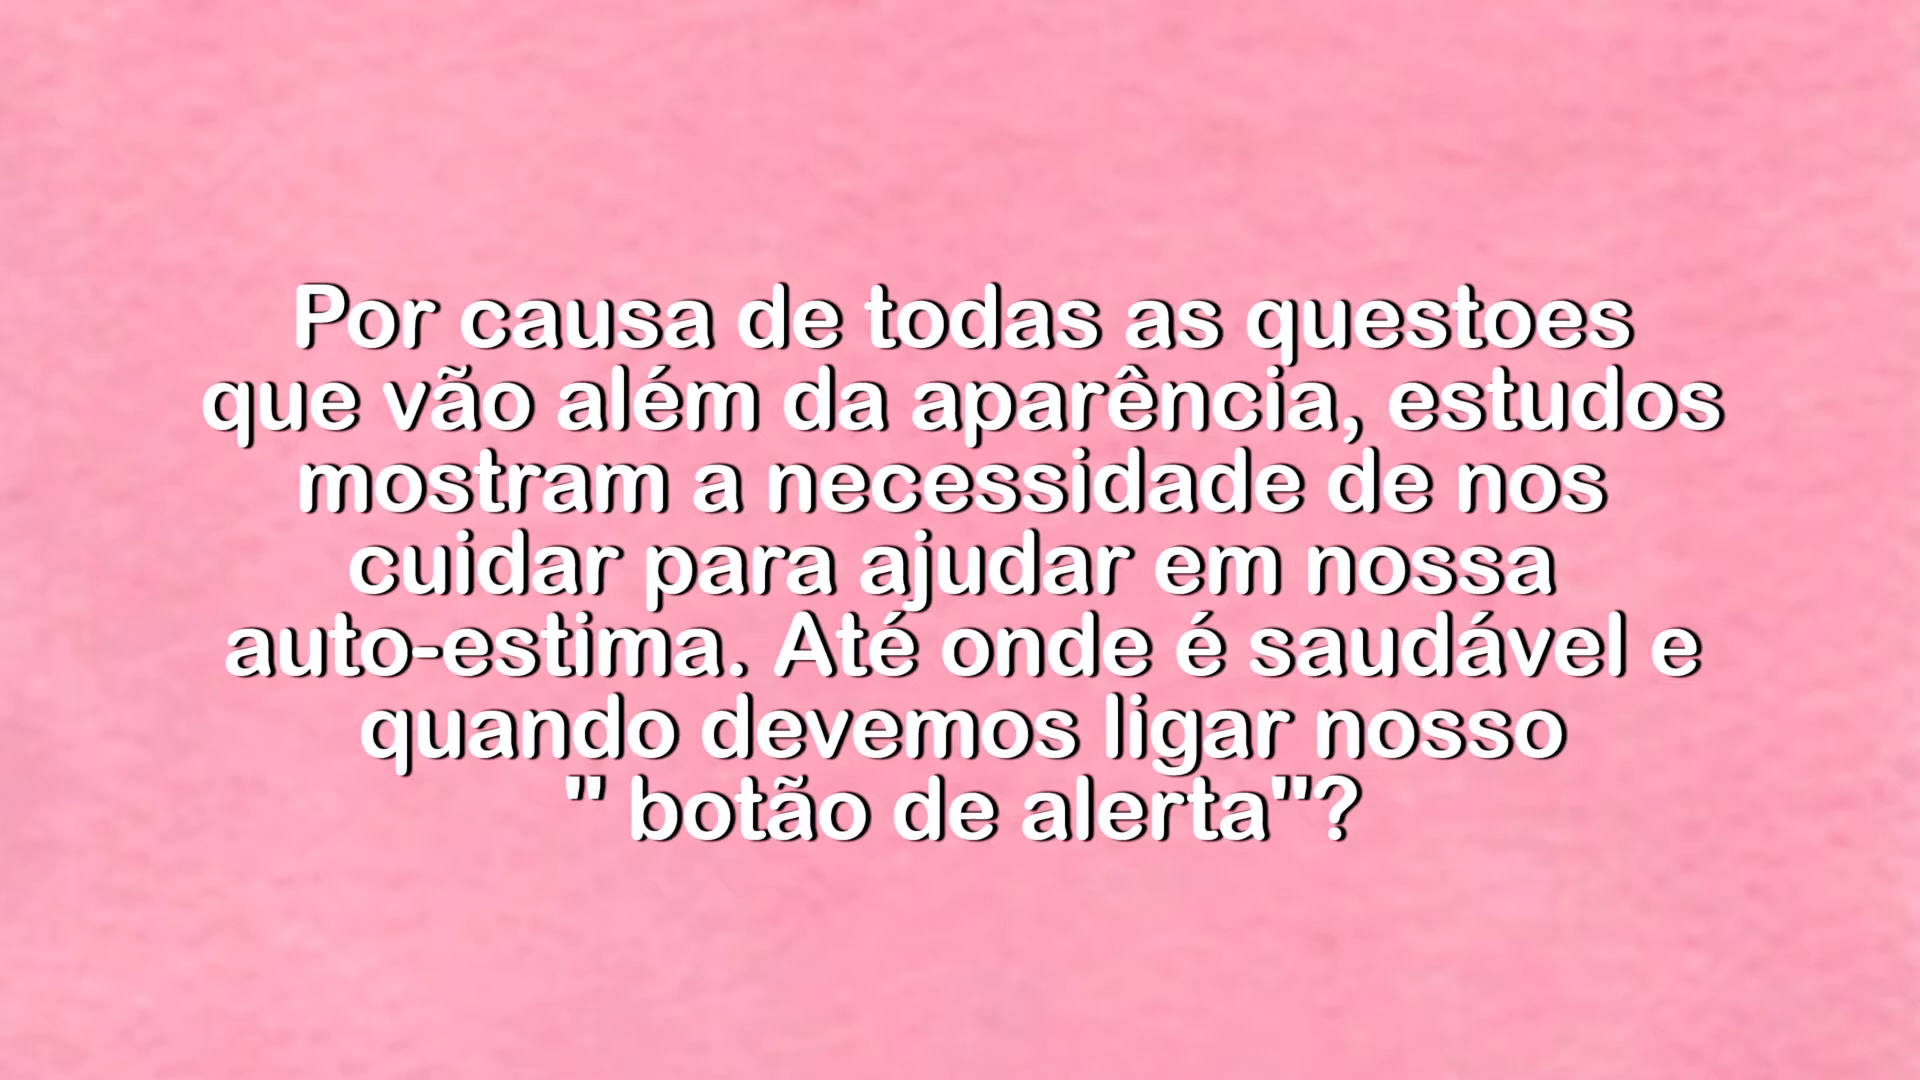 Por causa de todas as questoes
que vão além da aparência, estudos
mostram a necessidade de nos
cuidar para ajudar em nossa
auto-estima. Até onde é saudável e
quando devemos ligar nosso
" botão de alerta"?